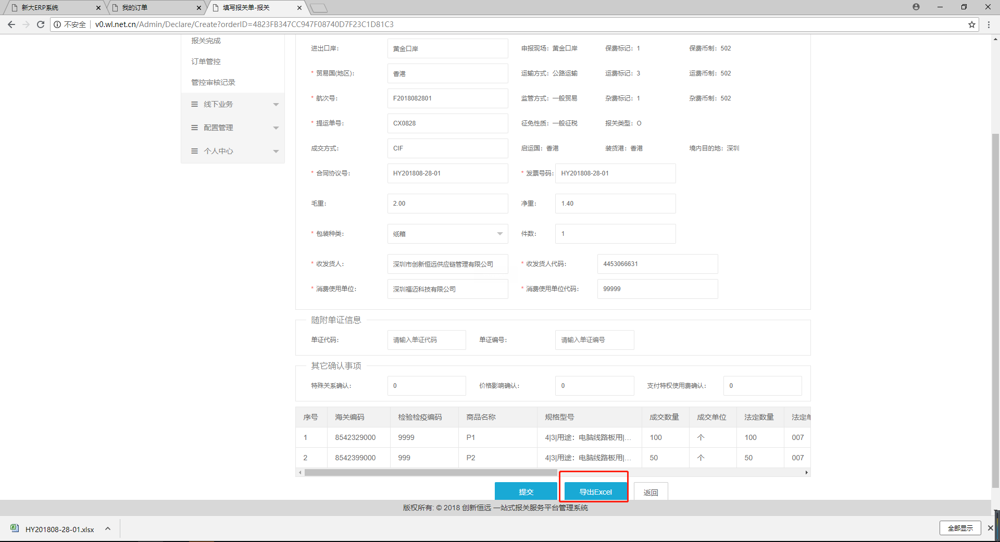 新大ERP系统
我的订单
填写报关单-报关
不安全 v0.wl.net.cn/Admin/Declare/Create?orderID=4823FB347CC947F08740D7F23C1D81C3
报关完成
订单管控
管控审核记录
线下业务
配置管理
个人中心
进出口岸: 黄金口岸 申报现场: 黄金口岸 保费标记: 1 保费币制: 502
* 贸易国(地区): 香港 运输方式: 公路运输 运费标记: 3 运费币制: 502
* 航次号: F2018082801 监管方式: 一般贸易 杂费标记: 1 杂费币制: 502
* 提运单号: CX0828 征免性质: 一般征税 报关类型: O
成交方式: CIF 启运国: 香港 装货港: 香港 境内目的地: 深圳
* 合同协议号: HY201808-28-01 * 发票号码: HY201808-28-01
毛重: 2.00 净重: 1.40
* 包装种类: 纸箱 件数: 1
* 收发货人: 深圳市创新恒远供应链管理有限公司 * 收发货人代码: 4453066631
* 消费使用单位: 深圳福迈科技有限公司 * 消费使用单位代码: 99999
随附单证信息
单证代码: 请输入单证代码 单证编号: 请输入单证编号
其它确认事项
特殊关系确认: 0 价格影响确认: 0 支付特权使用费确认: 0
序号 海关编码 检验检疫编码 商品名称 规格型号 成交数量 成交单位 法定数量 法定单
1 8542329000 9999 P1 4|3|用途：电脑线路板用|... 100 个 100 007
2 8542399000 999 P2 4|3|用途：电脑线路板用|... 50 个 50 007
提交 导出Excel 返回
版权所有: © 2018 创新恒远 一站式报关服务平台管理系统
HY201808-28-01.xlsx 全部显示